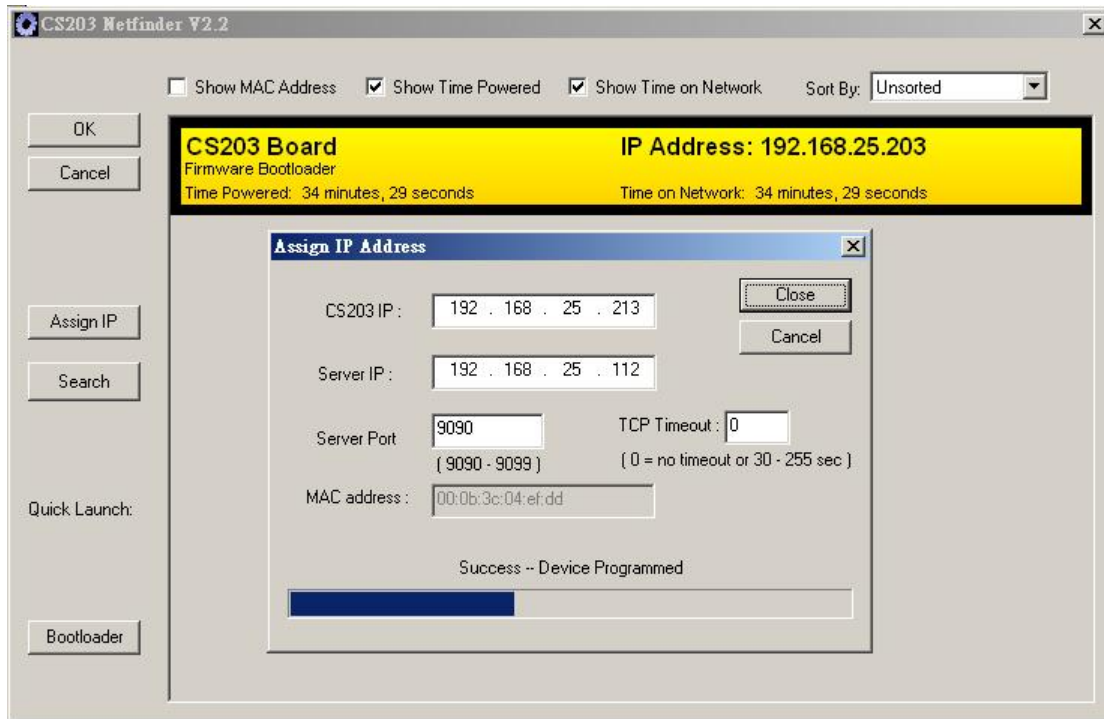 CS203 Netfinder V2.2
Show MAC Address Show Time Powered Show Time on Network Sort By: Unsorted
OK
Cancel
CS203 Board IP Address: 192.168.25.203
Firmware Bootloader
Time Powered: 34 minutes, 29 seconds Time on Network: 34 minutes, 29 seconds
Assign IP Address
CS203 IP : 192 . 168 . 25 . 213
Close
Cancel
Server IP : 192 . 168 . 25 . 112
Server Port 9090 TCP Timeout : 0
( 9090 - 9099 ) ( 0 = no timeout or 30 - 255 sec )
MAC address : 00:0b:3c:04:ef:dd
Success -- Device Programmed
Assign IP
Search
Quick Launch:
Bootloader